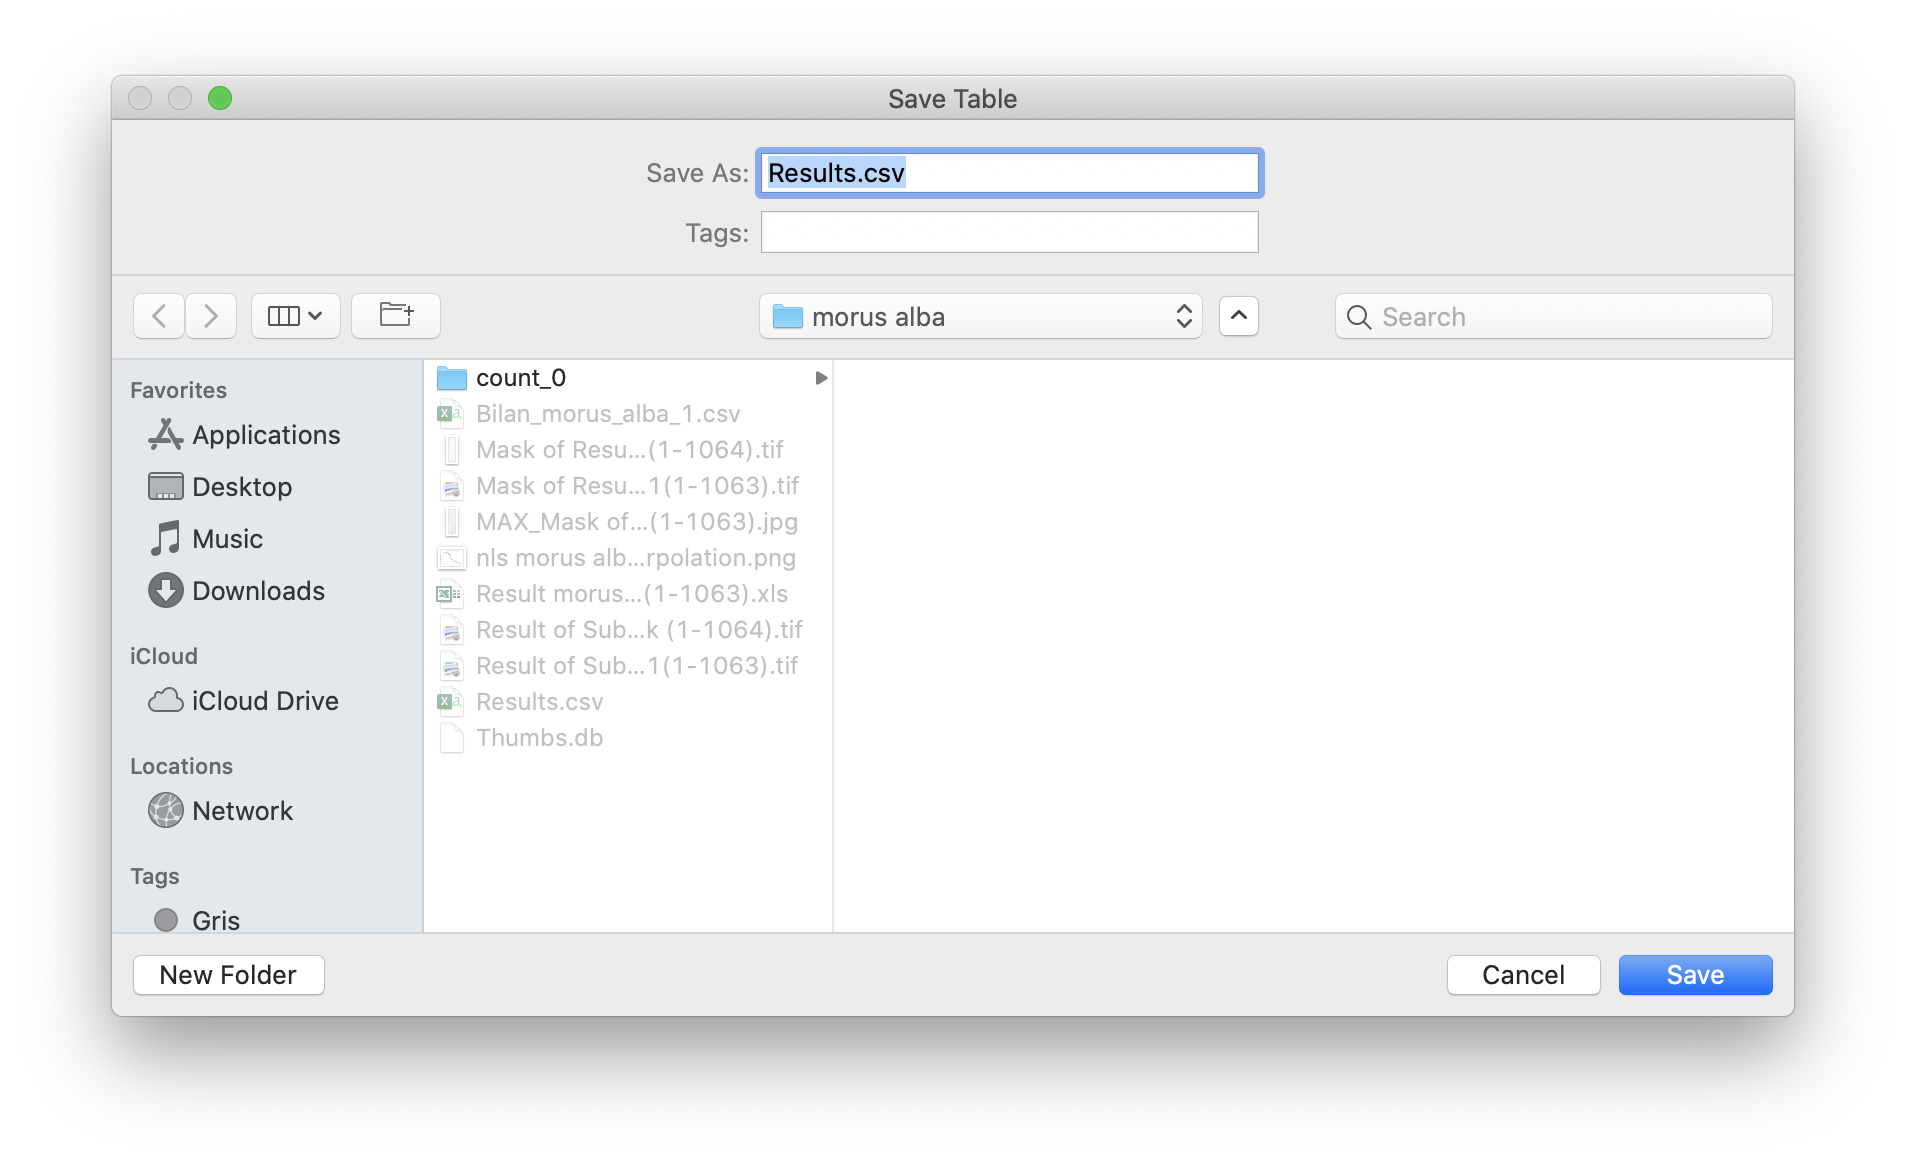 Save Table
Save As: Results.csv
Tags:
morus alba
Search
Favorites
Applications
Desktop
Music
Downloads
iCloud
iCloud Drive
Locations
Network
Tags
Gris
count_0
Bilan_morus_alba_1.csv
Mask of Resu...(1-1064).tif
Mask of Resu...1(1-1063).tif
MAX_Mask of...(1-1063).jpg
nls morus alb...rpolation.png
Result morus...(1-1063).xls
Result of Sub...k (1-1064).tif
Result of Sub...1(1-1063).tif
Results.csv
Thumbs.db
New Folder
Cancel
Save